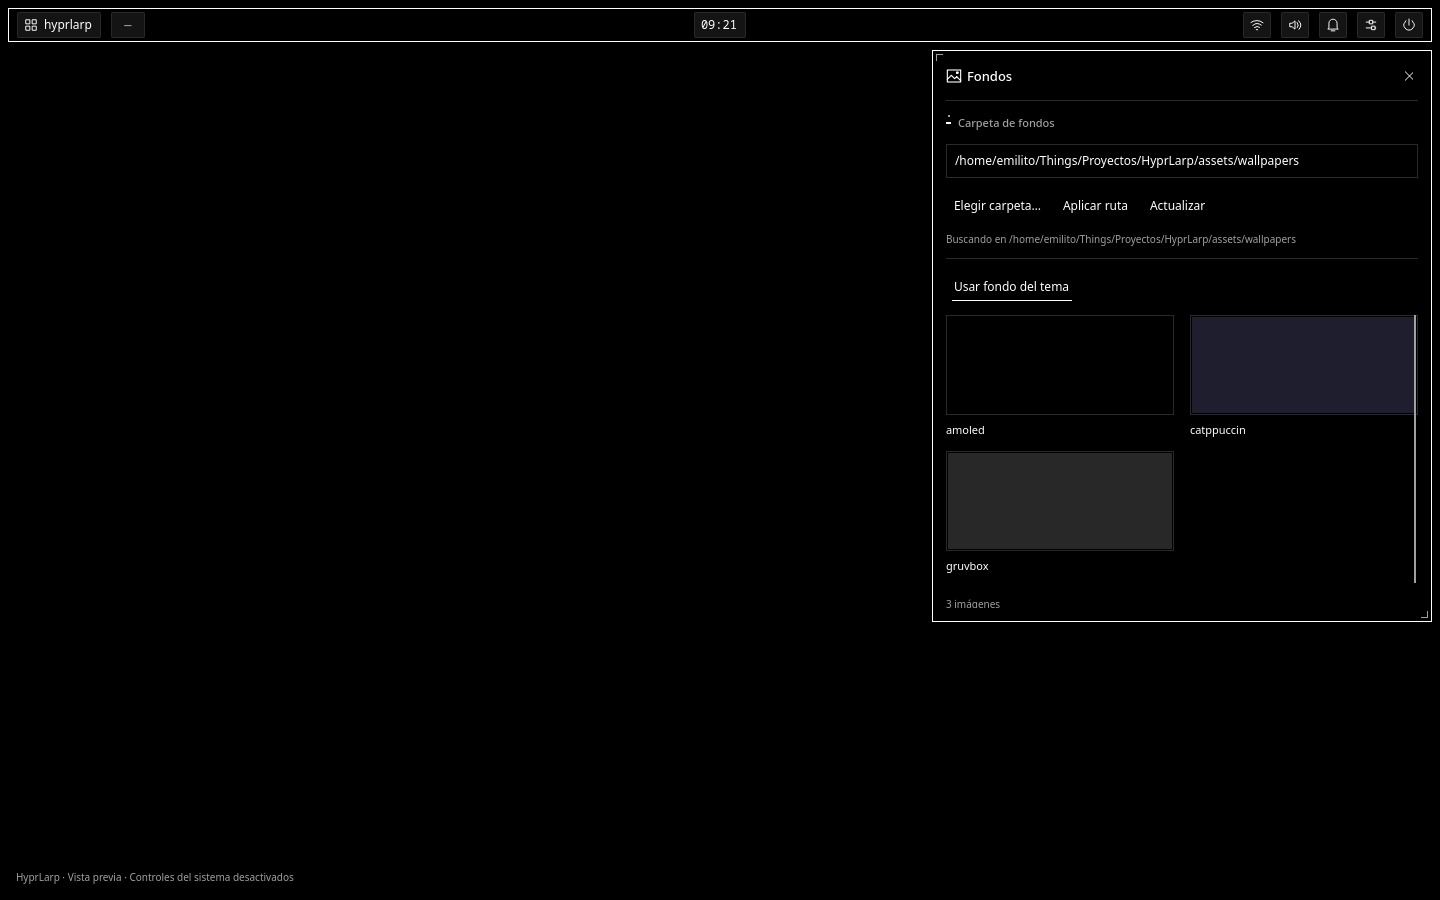 hyprlarp
–
09:21
Fondos
Carpeta de fondos
/home/emilito/Things/Proyectos/HyprLarp/assets/wallpapers
Elegir carpeta... Aplicar ruta Actualizar
Buscando en /home/emilito/Things/Proyectos/HyprLarp/assets/wallpapers
Usar fondo del tema
amoled
catppuccin
gruvbox
3 imágenes
HyprLarp · Vista previa · Controles del sistema desactivados